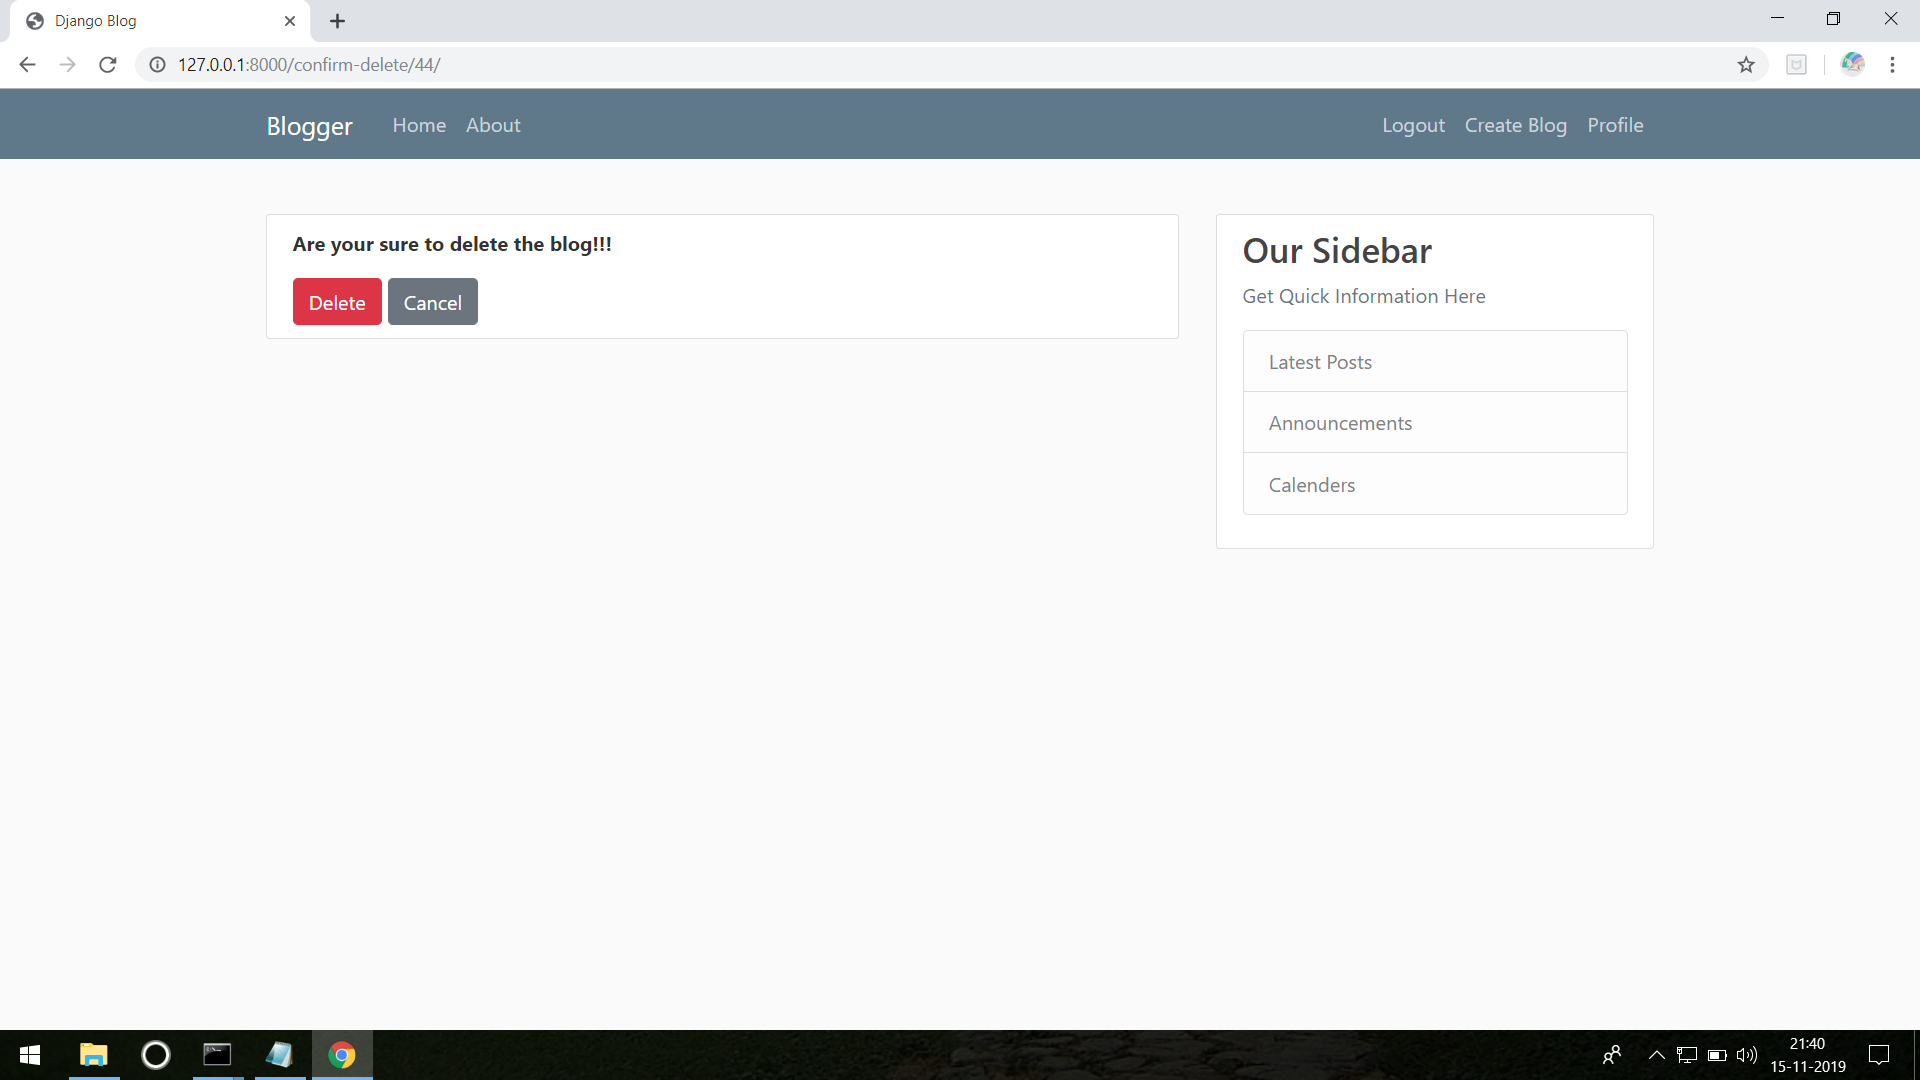 Django Blog
127.0.0.1:8000/confirm-delete/44/
Blogger Home About Logout Create Blog Profile
Are your sure to delete the blog!!!
Delete Cancel
Our Sidebar
Get Quick Information Here
Latest Posts
Announcements
Calenders
21:40
15-11-2019